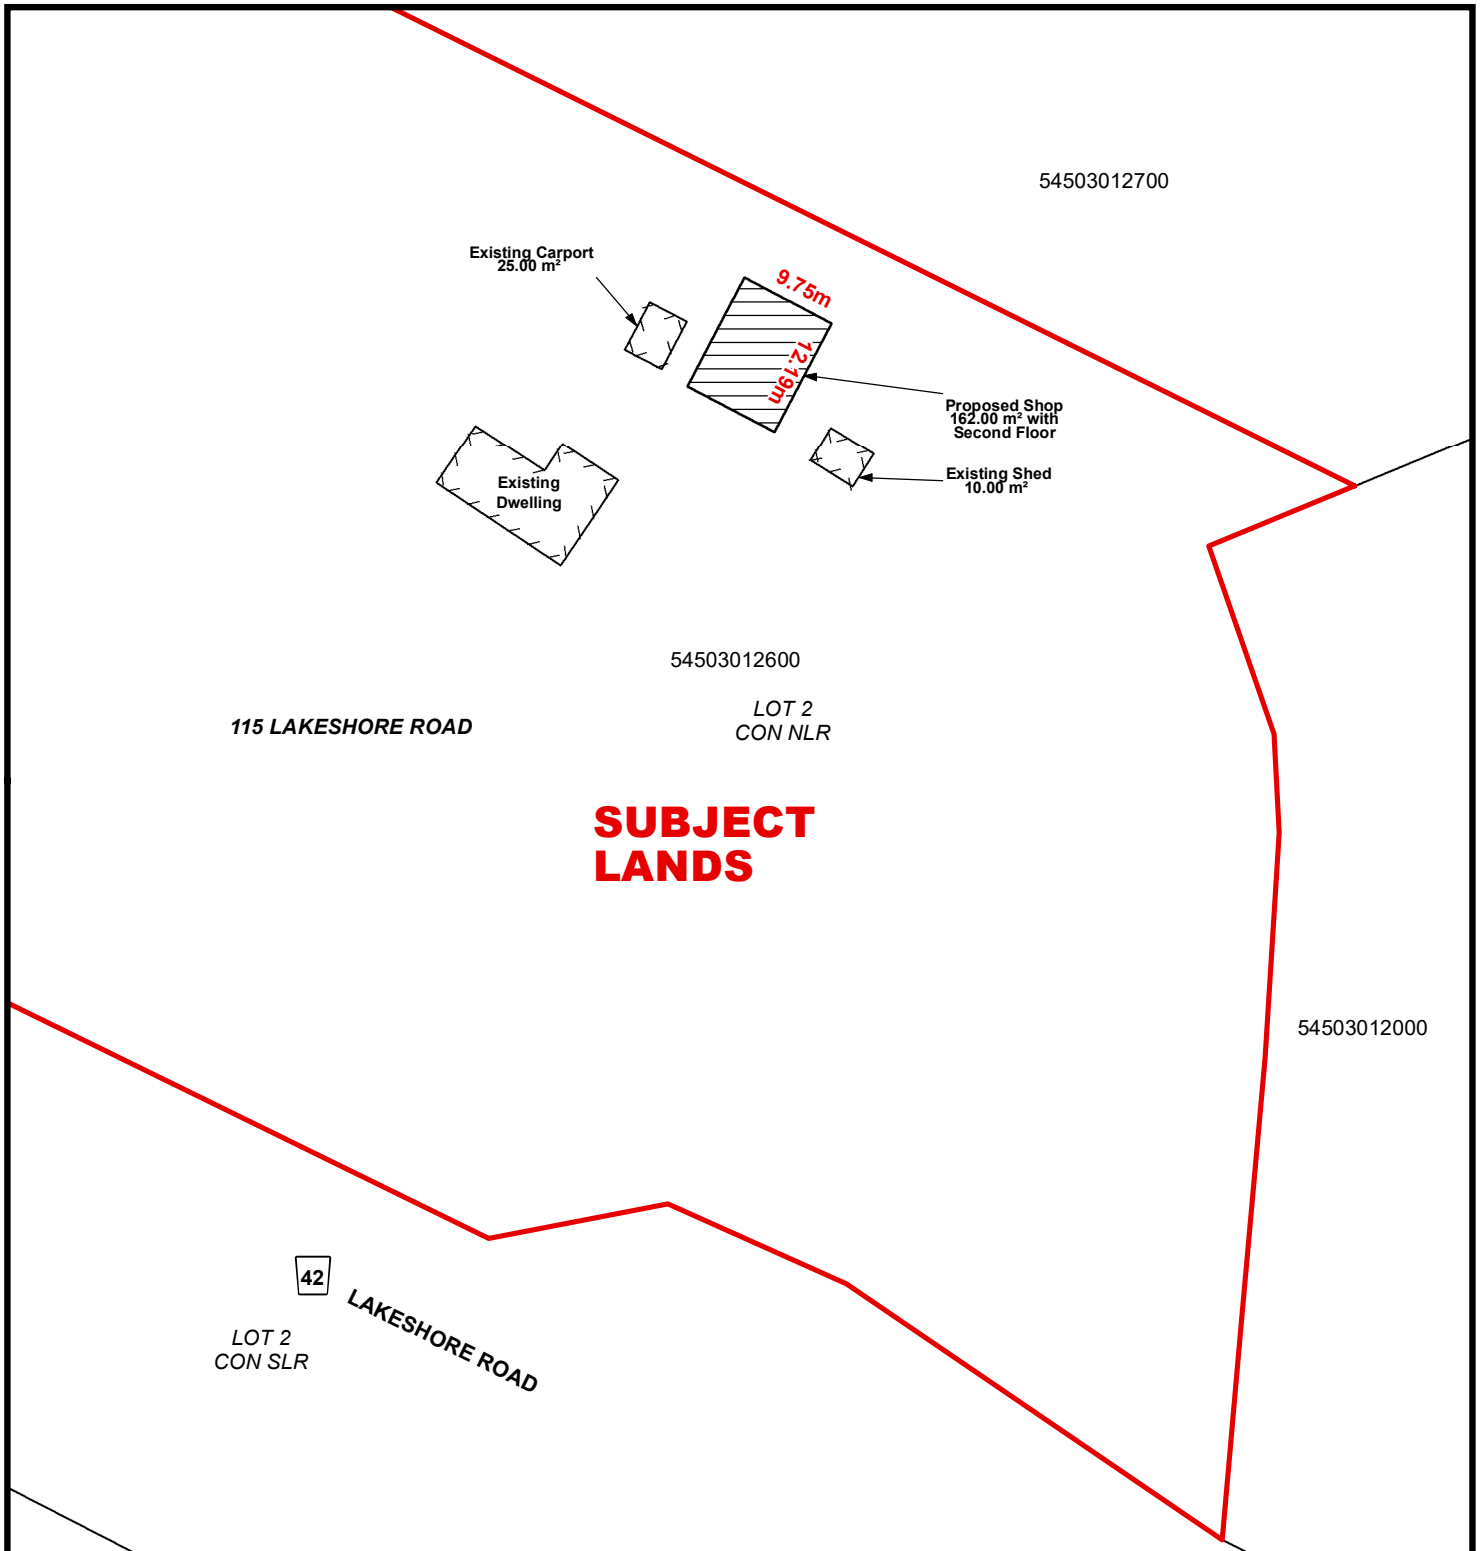 54503012700
Existing Carport
25.00 m²
9.75m
12.19m
Proposed Shop
162.00 m² with
Second Floor
Existing Shed
10.00 m²
Existing
Dwelling
54503012600
LOT 2
CON NLR
115 LAKESHORE ROAD
SUBJECT
LANDS
54503012000
42
LAKESHORE ROAD
LOT 2
CON SLR